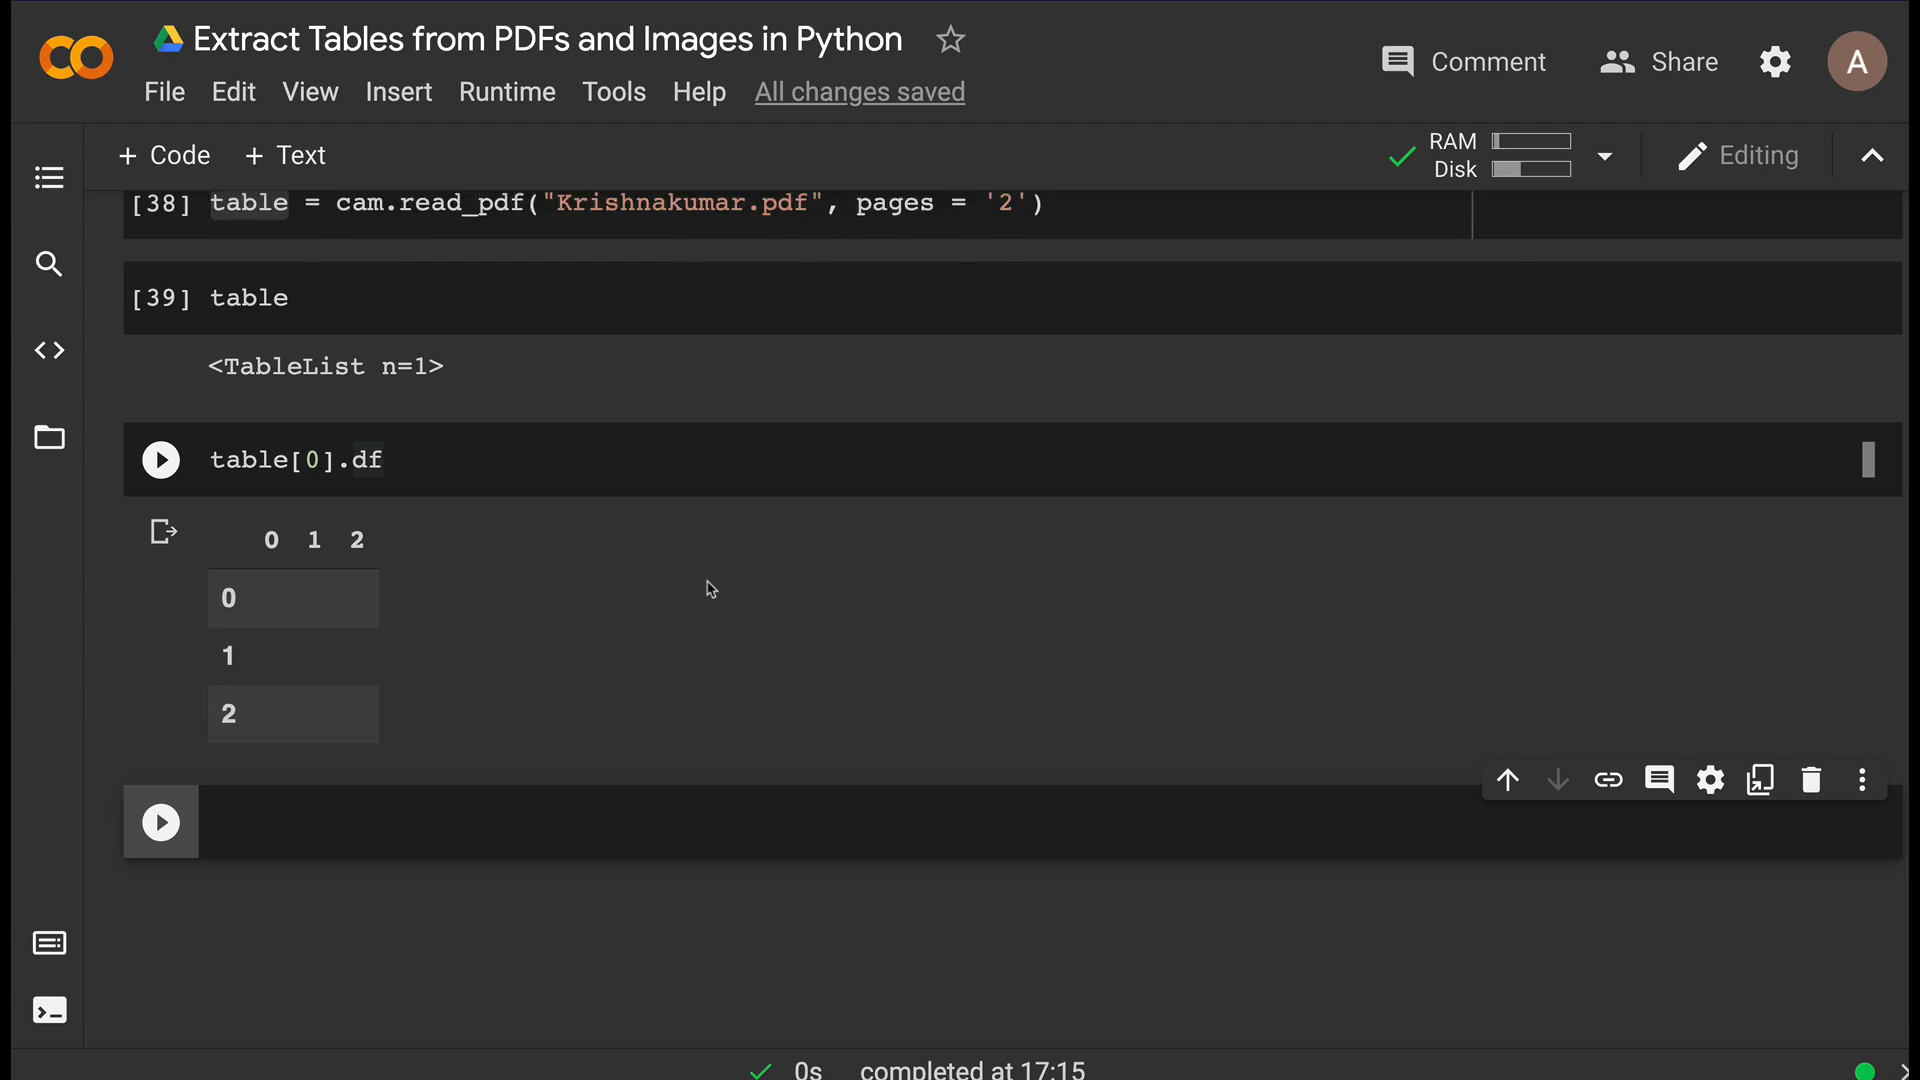 Extract Tables from PDFs and Images in Python
File Edit View Insert Runtime Tools Help All changes saved
Comment Share A
+ Code + Text
RAM
Disk
Editing
[38] table = cam.read_pdf("Krishnakumar.pdf", pages = '2')
[39] table
<TableList n=1>
table[0].df
0 1 2
0
1
2
0s completed at 17:15